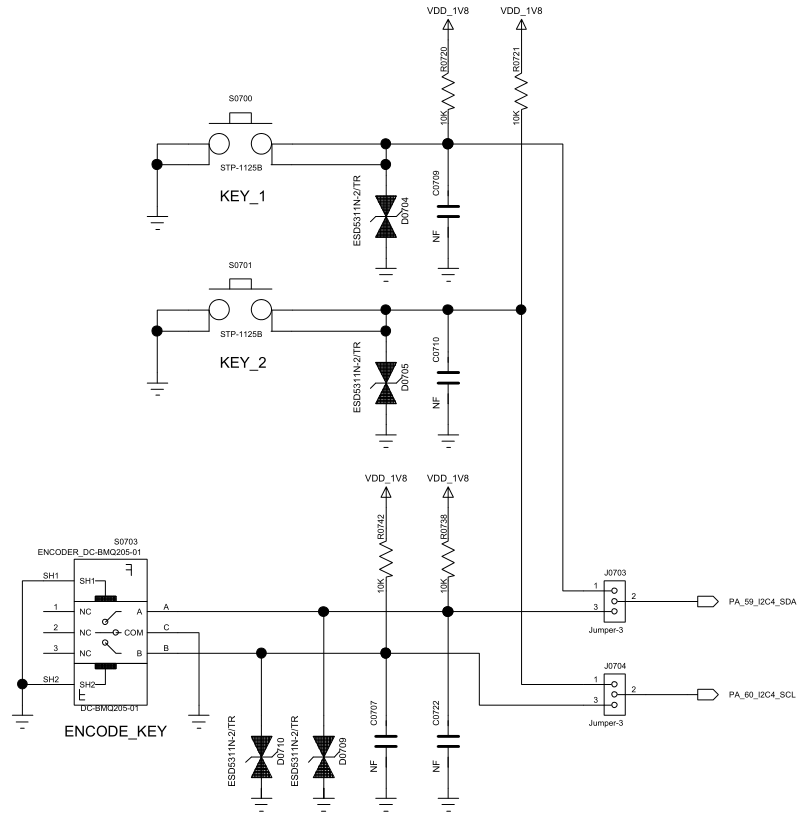 VDD_1V8 VDD_1V8
R0720 R0721
10K 10K
S0700
STP-1125B
KEY_1
ESD5311N-2/TR
D0704
C0709
NF
S0701
STP-1125B
KEY_2
ESD5311N-2/TR
D0705
C0710
NF
VDD_1V8 VDD_1V8
R0742 R0738
10K 10K
S0703
ENCODER_DC-BMQ205-01
SH1 SH1
1 NC A A
2 NC COM C
3 NC B B
SH2 SH2
DC-BMQ205-01
ENCODE_KEY
ESD5311N-2/TR
D0710
ESD5311N-2/TR
D0709
C0707
NF
C0722
NF
J0703
1
2
3
Jumper-3
PA_59_I2C4_SDA
J0704
1
2
3
Jumper-3
PA_60_I2C4_SCL